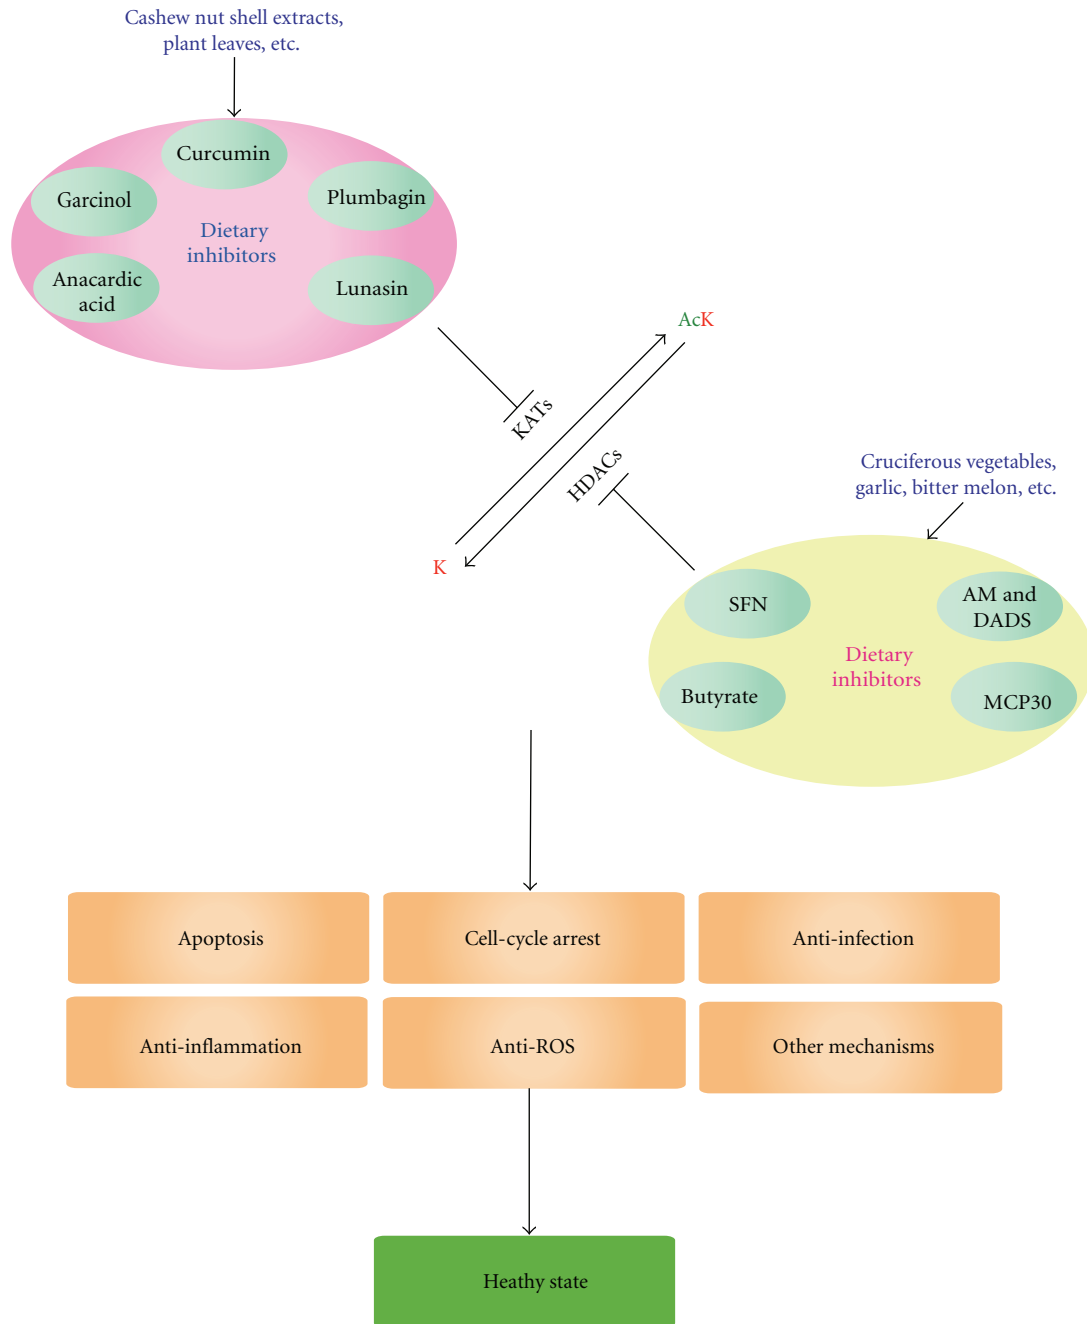 Cashew nut shell extracts,
plant leaves, etc.
Curcumin
Garcinol
Plumbagin
Dietary
inhibitors
Anacardic
acid
Lunasin
AcK
KATs
HDACs
K
Cruciferous vegetables,
garlic, bitter melon, etc.
SFN
AM and
DADS
Dietary
inhibitors
Butyrate
MCP30
Apoptosis
Cell-cycle arrest
Anti-infection
Anti-inflammation
Anti-ROS
Other mechanisms
Heathy state